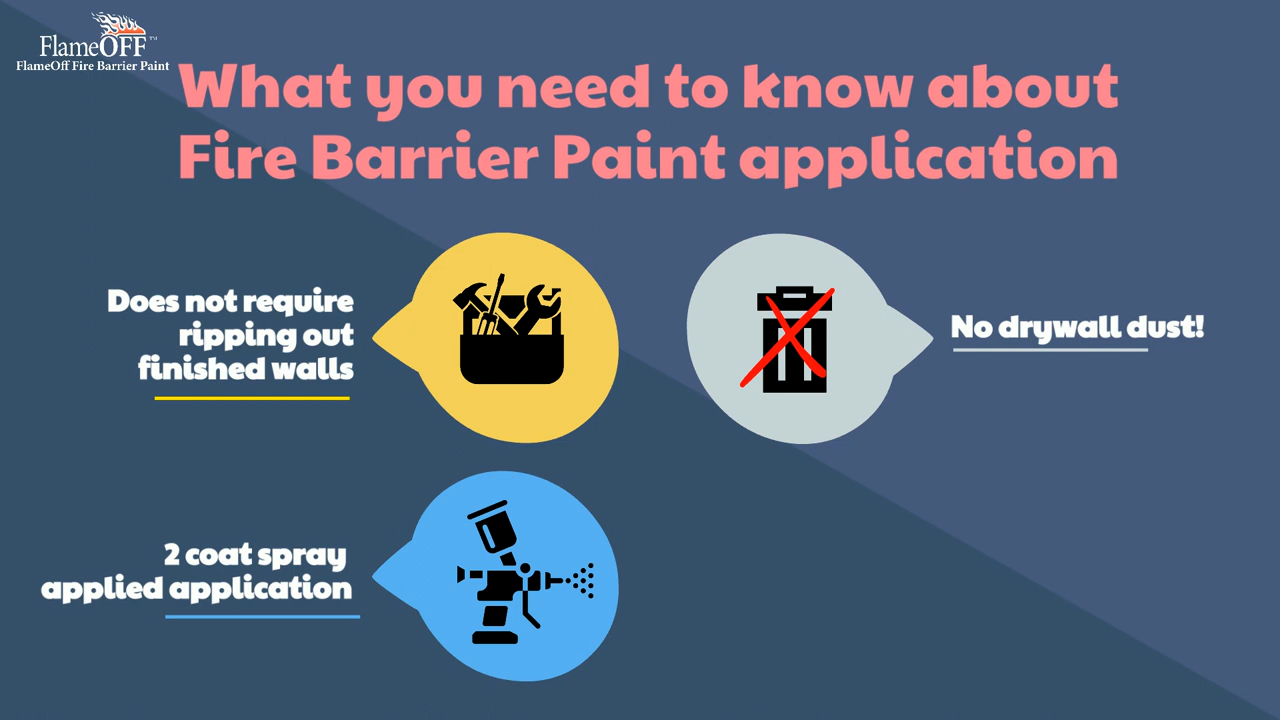 FlameOFF™
FlameOff Fire Barrier Paint
What you need to know about
Fire Barrier Paint application
Does not require
ripping out
finished walls
No drywall dust!
2 coat spray
applied application